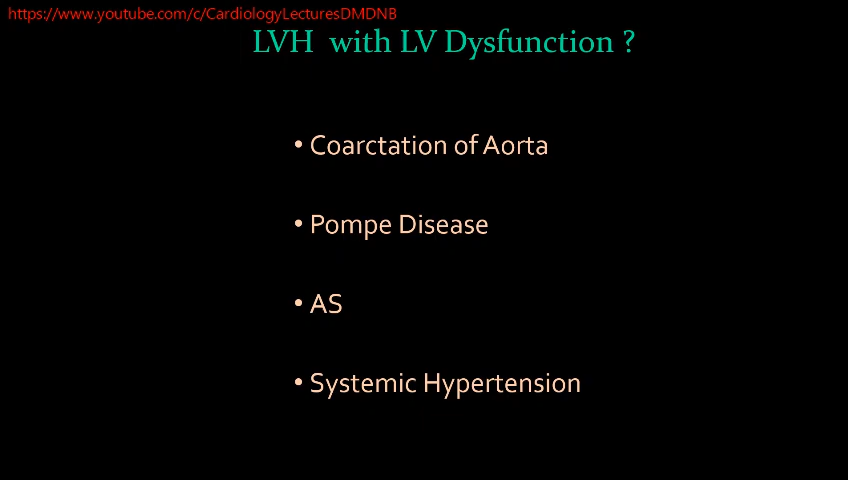 https://www.youtube.com/c/CardiologyLecturesDMDNB
LVH with LV Dysfunction ?
• Coarctation of Aorta
• Pompe Disease
• AS
• Systemic Hypertension